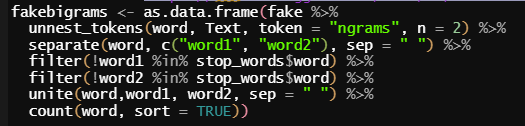 fakebigrams <- as.data.frame(fake %>%
unnest_tokens(word, Text, token = "ngrams", n = 2) %>%
separate(word, c("word1", "word2"), sep = " ") %>%
filter(!word1 %in% stop_words$word) %>%
filter(!word2 %in% stop_words$word) %>%
unite(word,word1, word2, sep = " ") %>%
count(word, sort = TRUE))